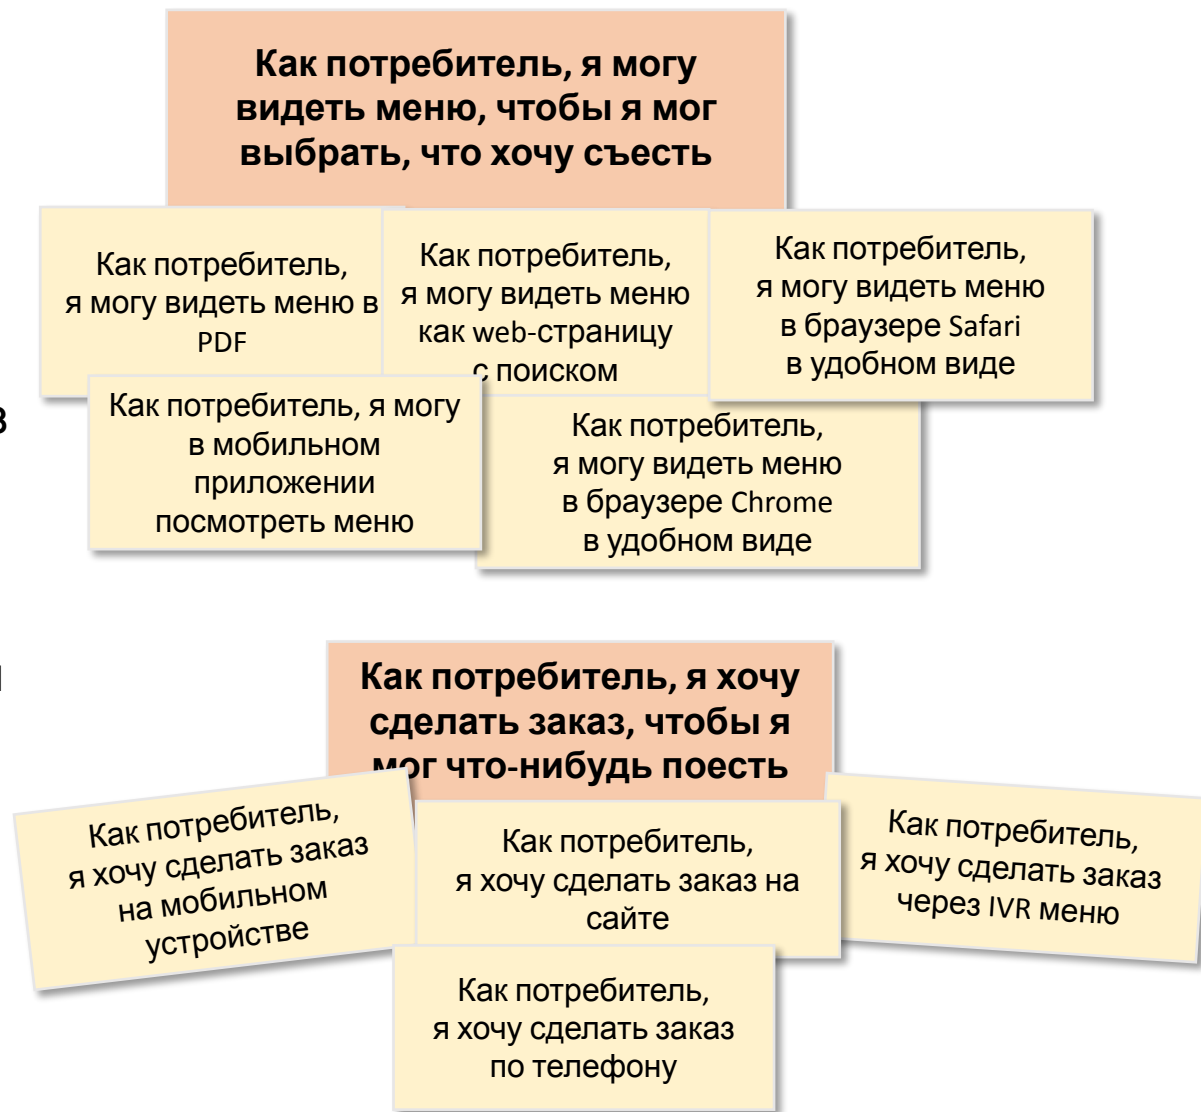 Как потребитель, я могу
видеть меню, чтобы я мог
выбрать, что хочу съесть
Как потребитель,
я могу видеть меню в
PDF
Как потребитель,
я могу видеть меню
как web-страницу
с поиском
Как потребитель,
я могу видеть меню
в браузере Safari
в удобном виде
Как потребитель, я могу
в мобильном
приложении
посмотреть меню
Как потребитель,
я могу видеть меню
в браузере Chrome
в удобном виде
Как потребитель, я хочу
сделать заказ, чтобы я
мог что-нибудь поесть
Как потребитель,
я хочу сделать заказ
на мобильном
устройстве
Как потребитель,
я хочу сделать заказ на
сайте
Как потребитель,
я хочу сделать заказ
через IVR меню
Как потребитель,
я хочу сделать заказ
по телефону